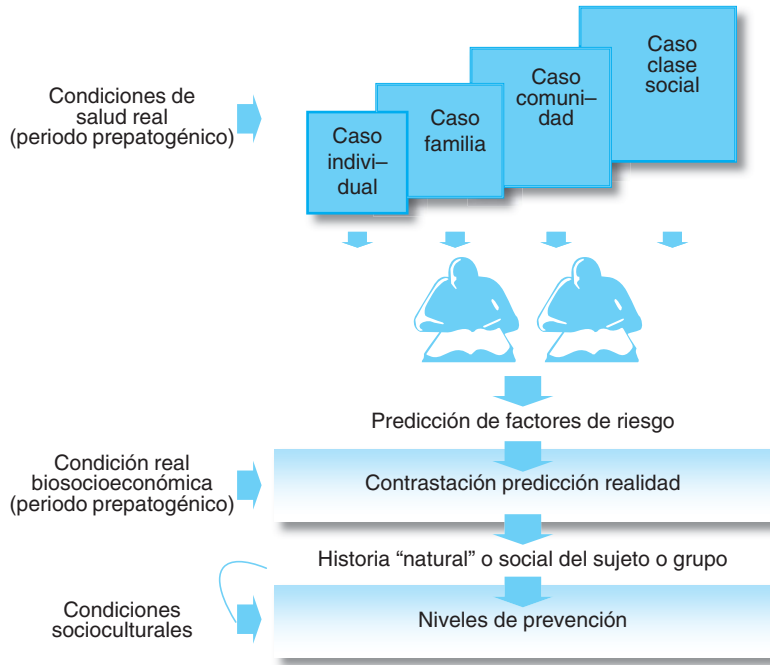 Condiciones de
salud real
(periodo prepatogénico)
Caso
indivi–
dual
Caso
familia
Caso
comuni–
dad
Caso
clase
social
Predicción de factores de riesgo
Condición real
biosocioeconómica
(periodo prepatogénico)
Contrastación predicción realidad
Historia “natural” o social del sujeto o grupo
Condiciones
socioculturales
Niveles de prevención